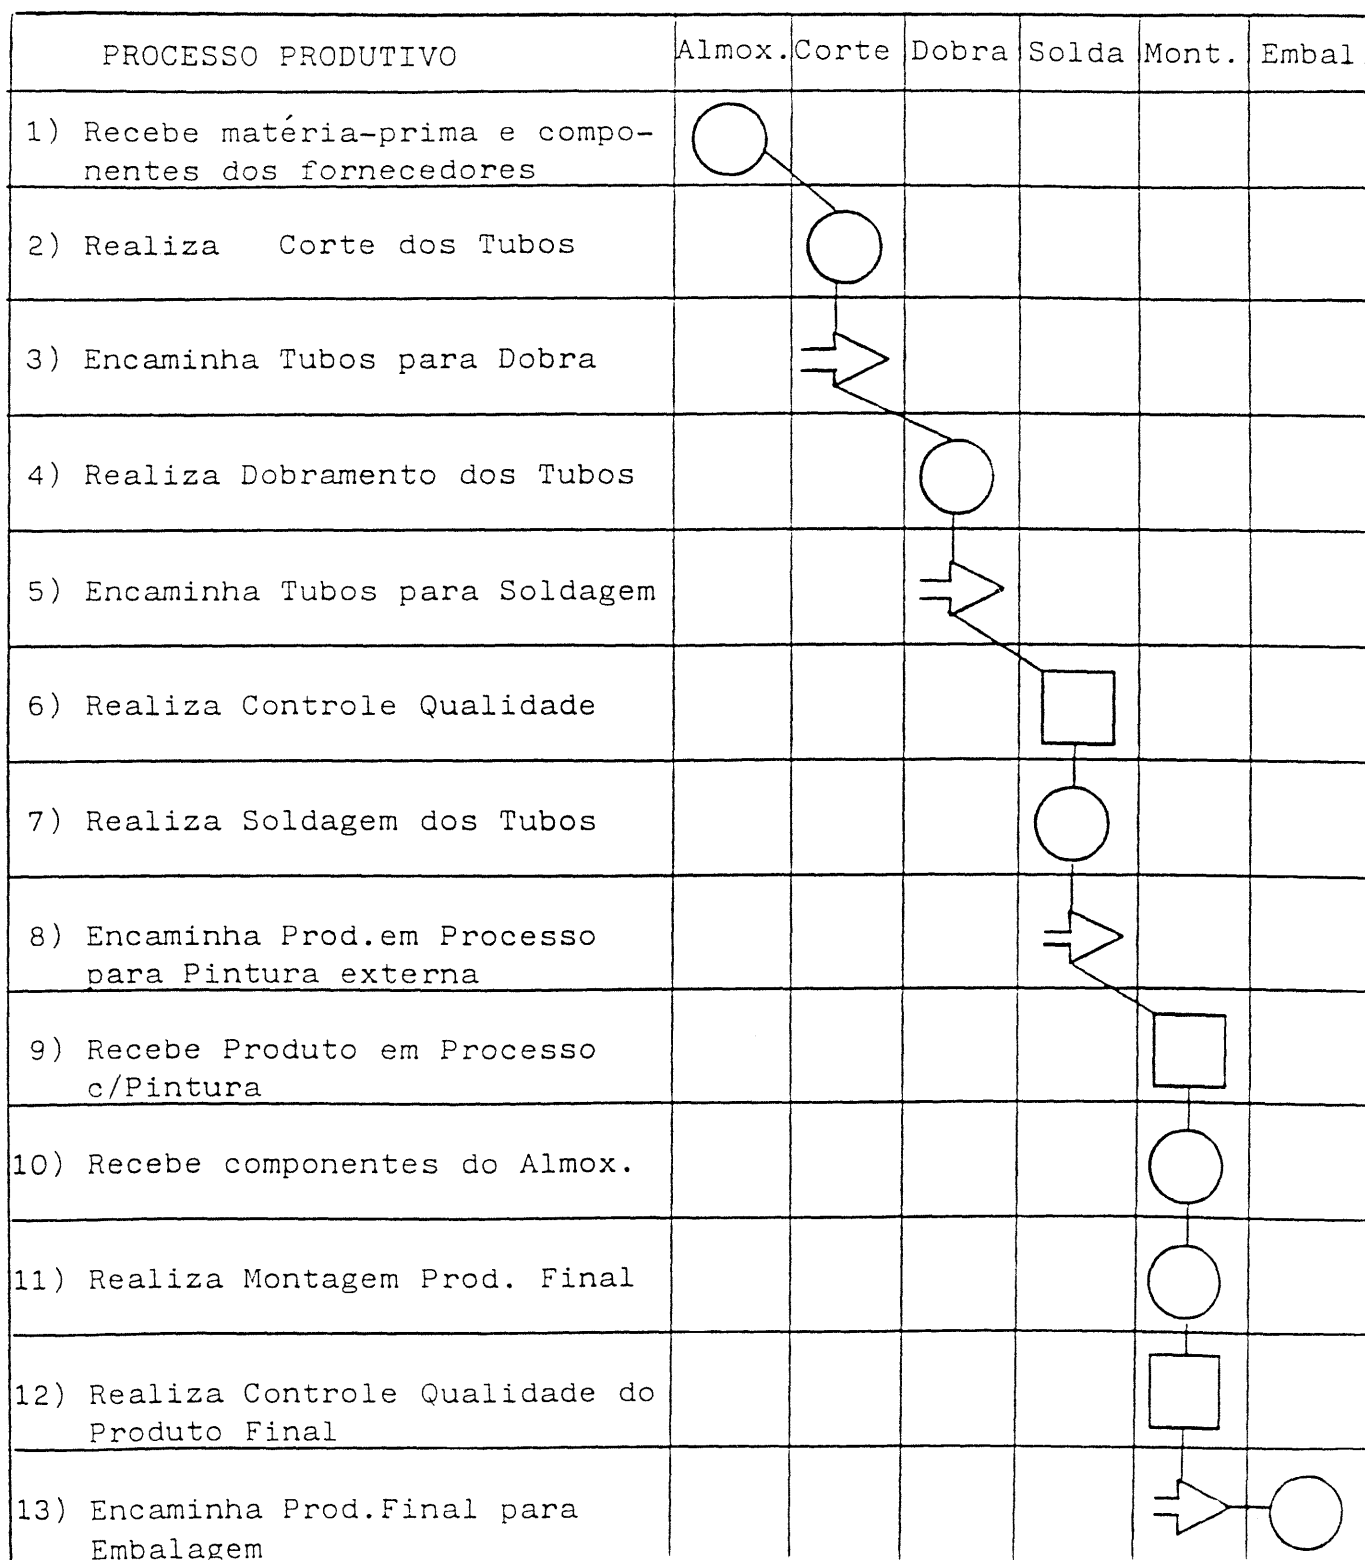 PROCESSO PRODUTIVO Almox. Corte Dobra Solda Mont. Embal
1) Recebe matéria-prima e compo-
nentes dos fornecedores
2) Realiza Corte dos Tubos
3) Encaminha Tubos para Dobra
4) Realiza Dobramento dos Tubos
5) Encaminha Tubos para Soldagem
6) Realiza Controle Qualidade
7) Realiza Soldagem dos Tubos
8) Encaminha Prod.em Processo
para Pintura externa
9) Recebe Produto em Processo
c/Pintura
10) Recebe componentes do Almox.
11) Realiza Montagem Prod. Final
12) Realiza Controle Qualidade do
Produto Final
13) Encaminha Prod.Final para
Embalagem